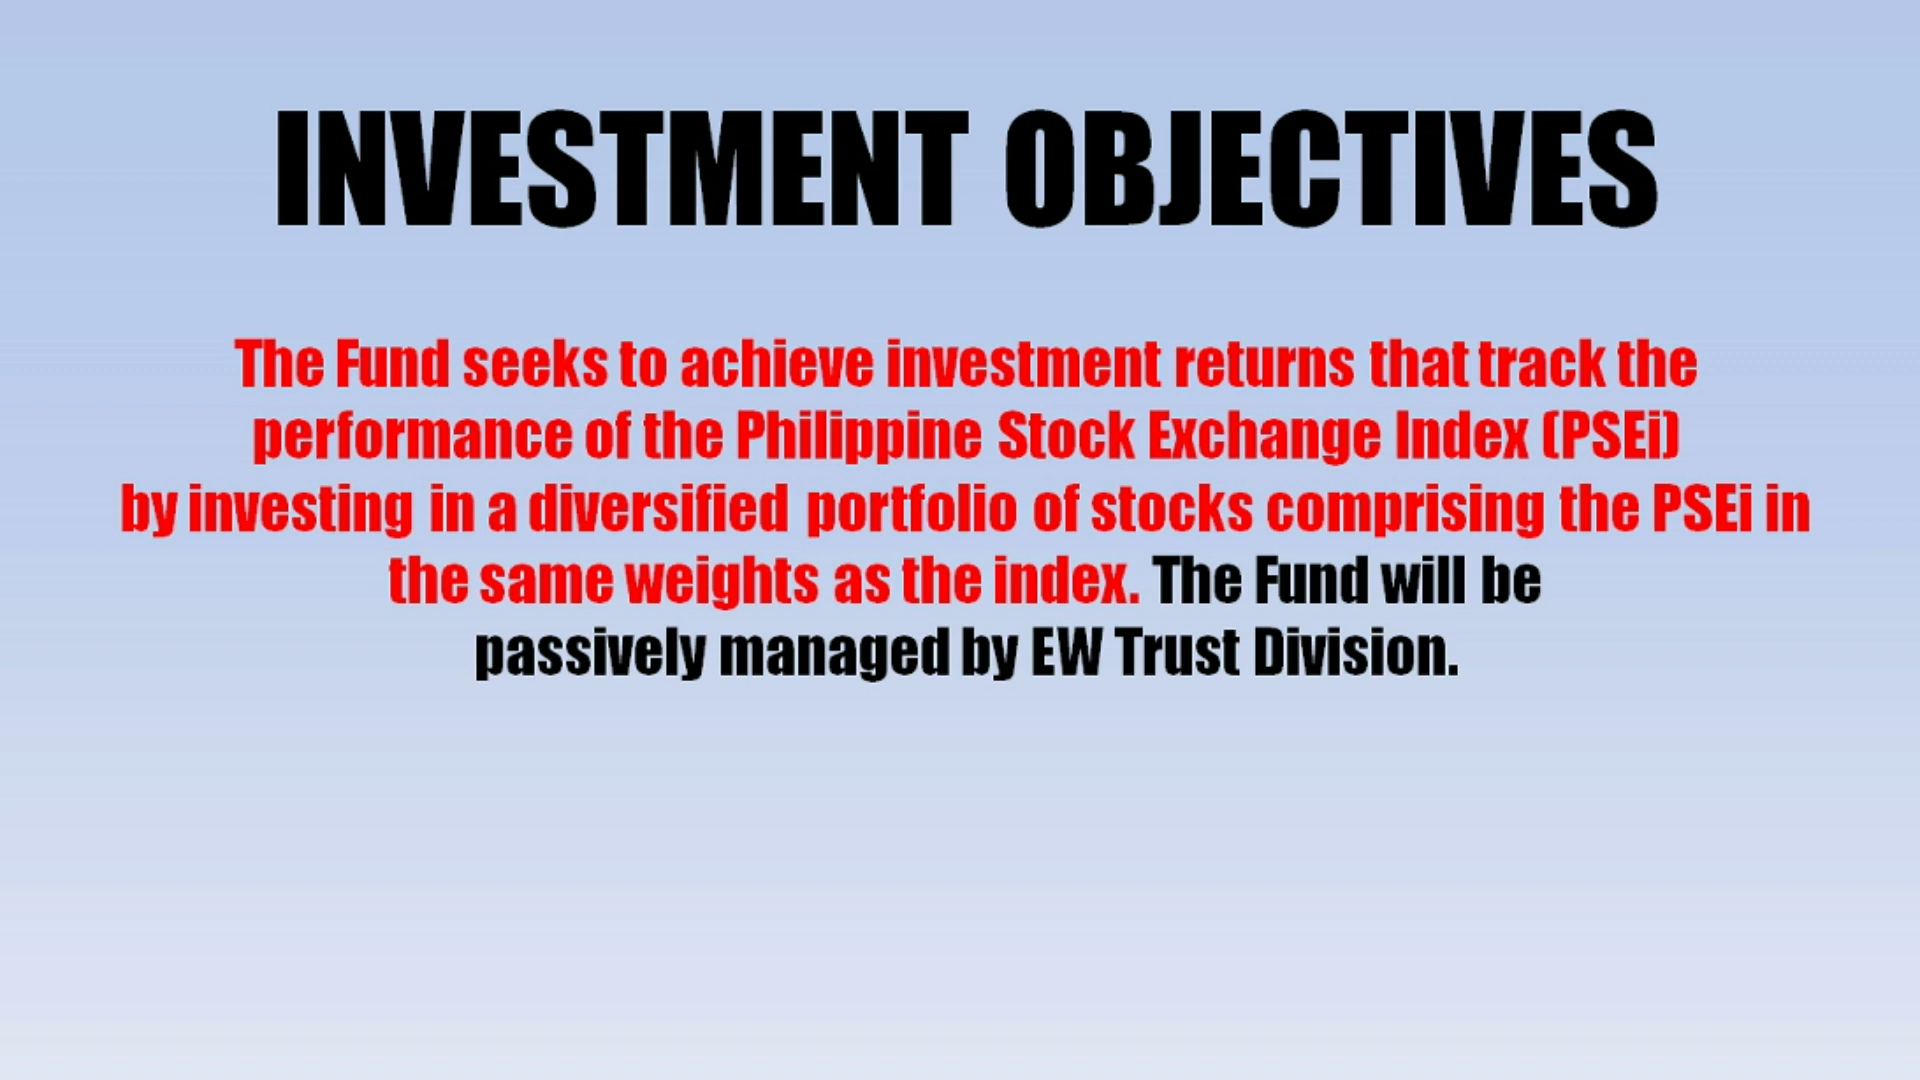 INVESTMENT OBJECTIVES
The Fund seeks to achieve investment returns that track the
performance of the Philippine Stock Exchange Index (PSEi)
by investing in a diversified portfolio of stocks comprising the PSEi in
the same weights as the index. The Fund will be
passively managed by EW Trust Division.